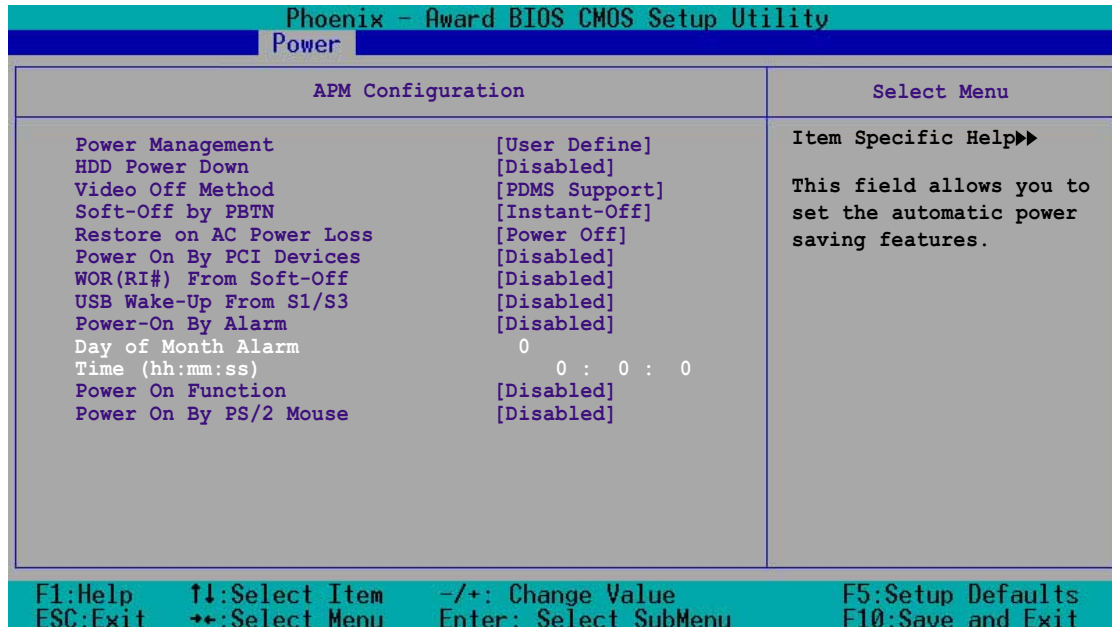 Phoenix – Award BIOS CMOS Setup Utility
Power
APM Configuration
Select Menu
Power Management [User Define]
HDD Power Down [Disabled]
Video Off Method [PDMS Support]
Soft-Off by PBTN [Instant-Off]
Restore on AC Power Loss [Power Off]
Power On By PCI Devices [Disabled]
WOR(RI#) From Soft-Off [Disabled]
USB Wake-Up From S1/S3 [Disabled]
Power-On By Alarm [Disabled]
Day of Month Alarm 0
Time (hh:mm:ss) 0 : 0 : 0
Power On Function [Disabled]
Power On By PS/2 Mouse [Disabled]
Item Specific Help▶▶
This field allows you to
set the automatic power
saving features.
F1:Help ↑↓:Select Item -/+: Change Value F5:Setup Defaults
ESC:Exit →←:Select Menu Enter: Select SubMenu F10:Save and Exit